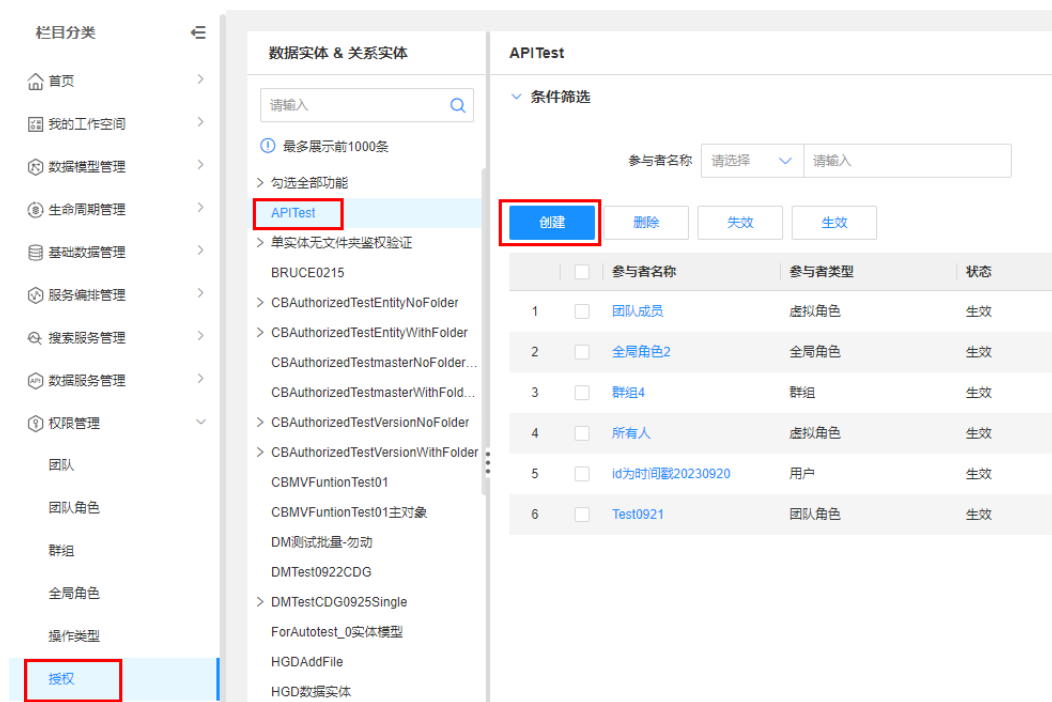 栏目分类
首页
我的工作空间
数据模型管理
生命周期管理
基础数据管理
服务编排管理
搜索服务管理
数据服务管理
权限管理
团队
团队角色
群组
全局角色
操作类型
授权
数据实体 & 关系实体
请输入
最多展示前1000条
勾选全部功能
APITest
单实体无文件夹鉴权验证
BRUCE0215
CBAuthorizedTestEntityNoFolder
CBAuthorizedTestEntityWithFolder
CBAuthorizedTestmasterNoFolder...
CBAuthorizedTestmasterWithFold...
CBAuthorizedTestVersionNoFolder
CBAuthorizedTestVersionWithFolder
CBMVFuntionTest01
CBMVFuntionTest01主对象
DM测试批量-勿动
DMTest0922CDG
DMTestCDG0925Single
ForAutotest_0实体模型
HGDAddFile
HGD数据实体
APITest
条件筛选
参与者名称 请选择 请输入
创建 删除 失效 生效
参与者名称 参与者类型 状态
1 团队成员 虚拟角色 生效
2 全局角色2 全局角色 生效
3 群组4 群组 生效
4 所有人 虚拟角色 生效
5 id为时间戳20230920 用户 生效
6 Test0921 团队角色 生效